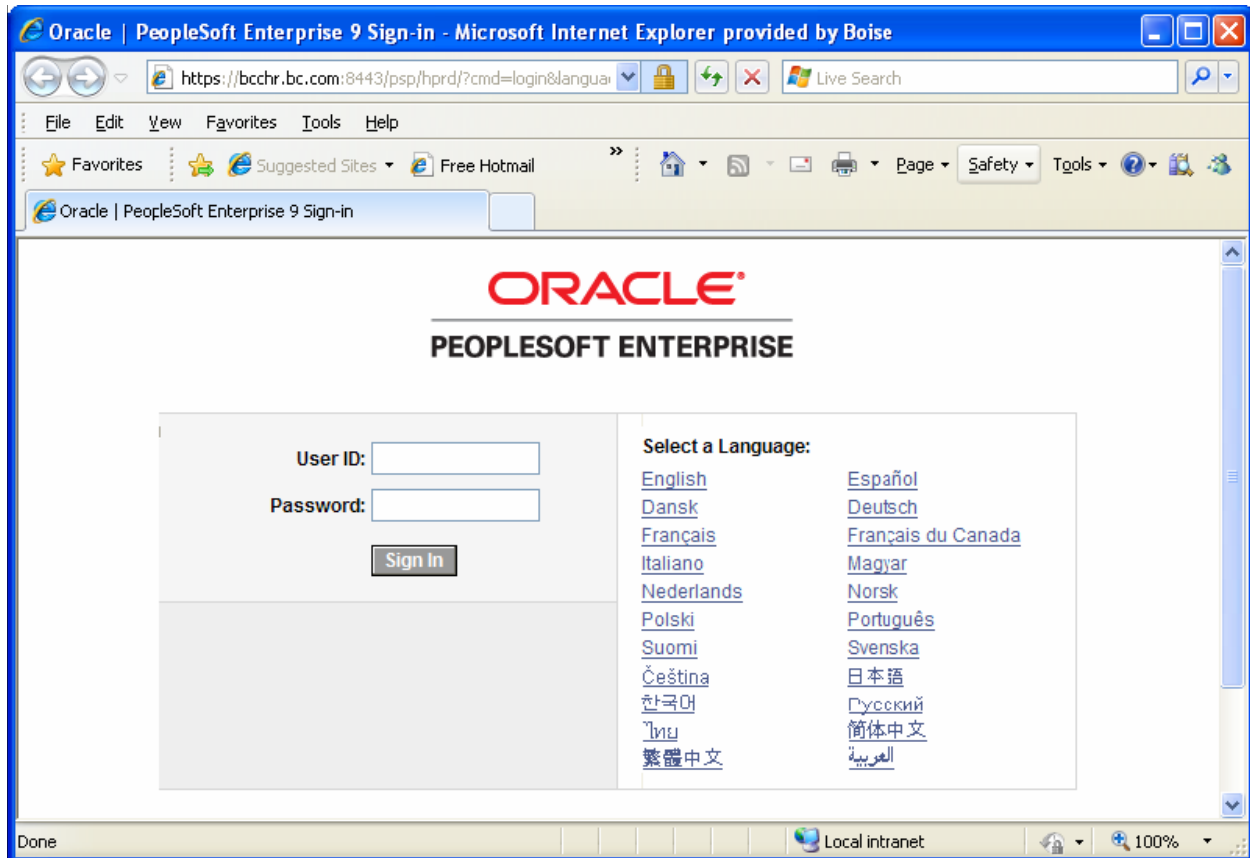 Oracle | PeopleSoft Enterprise 9 Sign-in - Microsoft Internet Explorer provided by Boise
https://bcchr.bc.com:8443/psp/hprd/?cmd=login&languag
Live Search
File Edit View Favorites Tools Help
Favorites Suggested Sites Free Hotmail » Page Safety Tools
Oracle | PeopleSoft Enterprise 9 Sign-in
ORACLE®
PEOPLESOFT ENTERPRISE
User ID:
Password:
Sign In
Select a Language:
English Español
Dansk Deutsch
Français Français du Canada
Italiano Magyar
Nederlands Norsk
Polski Português
Suomi Svenska
Čeština 日本語
한국어 Русский
ไทย 简体中文
繁體中文 العربية
Done Local intranet 100%